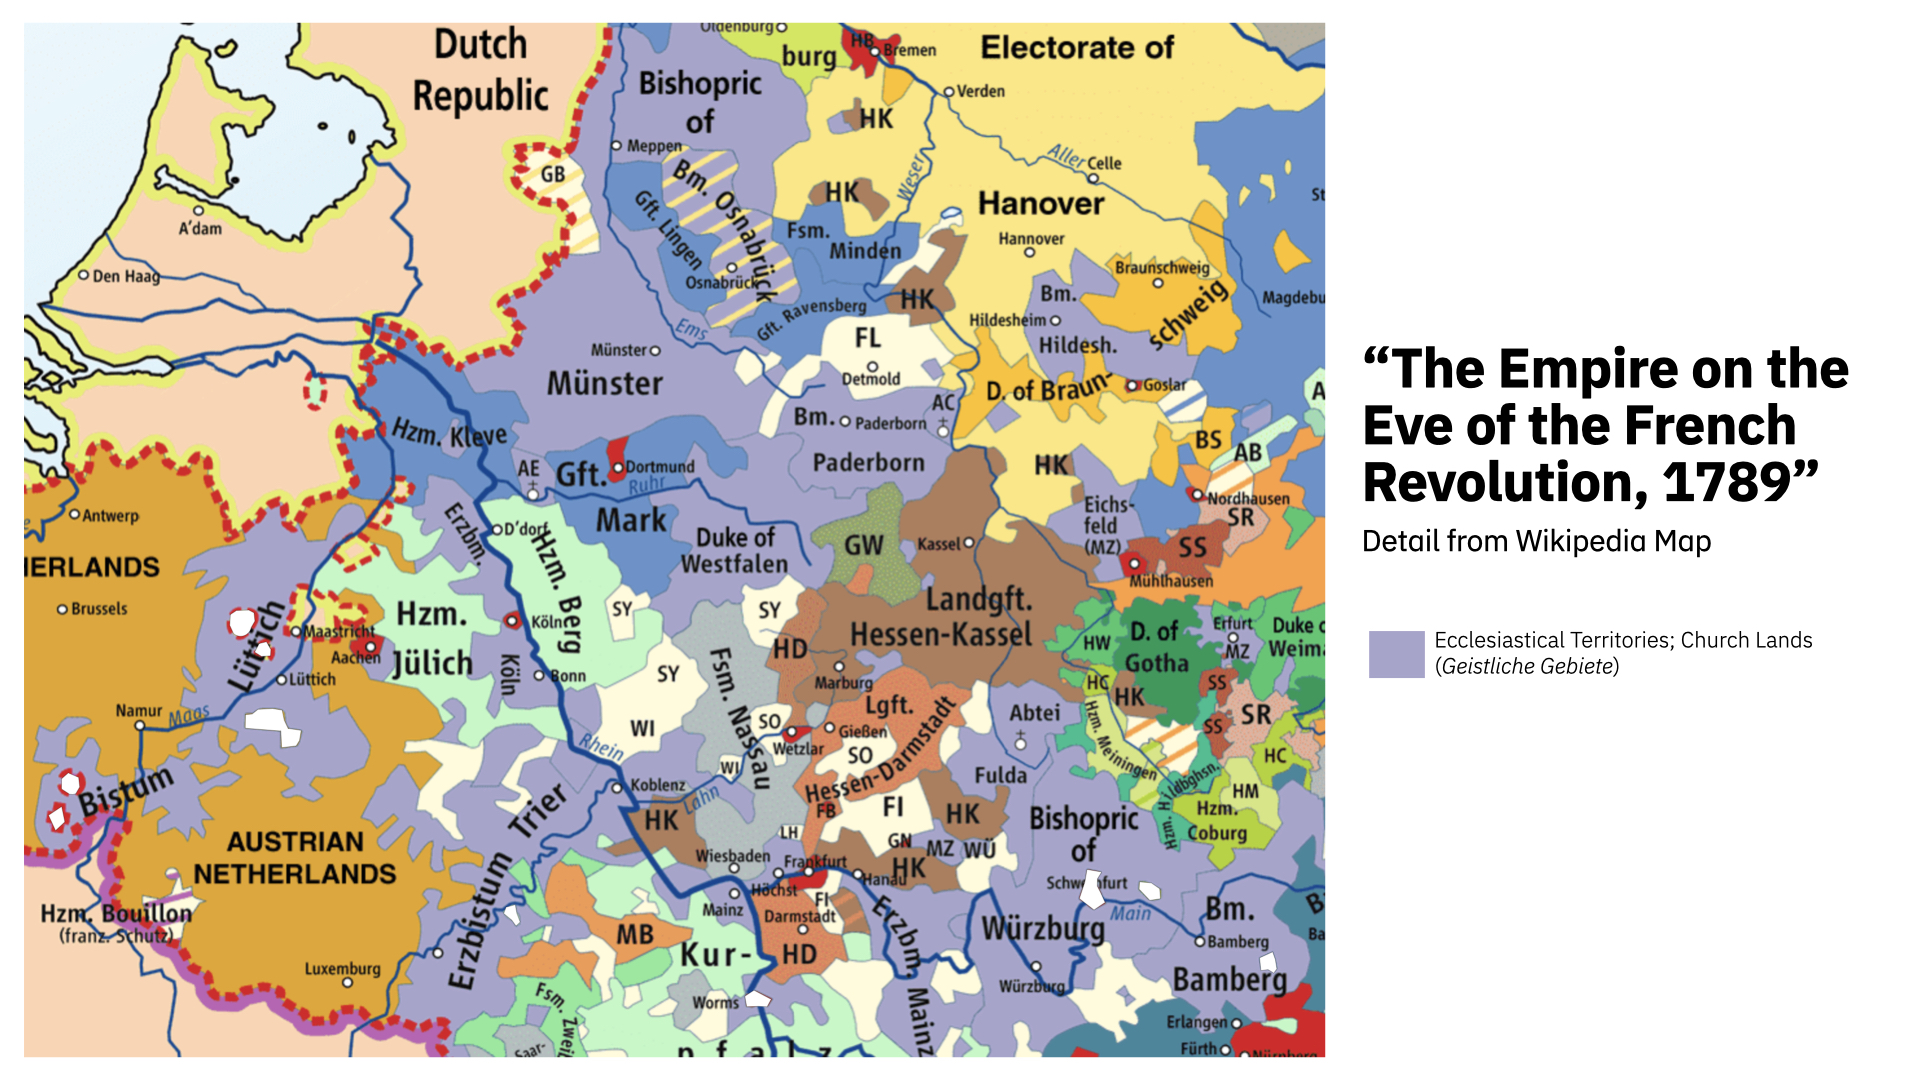 Dutch
Republic
Oldenburg
burg
HB
Bremen
Electorate of
Bishopric
of
Verden
HK
Meppen
GB
Bm. Osnabrück
Gft. Lingen
HK
Weser
Aller
Celle
Hanover
Hannover
St
A'dam
Den Haag
Fsm.
Minden
Osnabrück
Braunschweig
schweig
Magdebu
Bm.
Hildesheim
Hildesh.
HK
Gft. Ravensberg
Ems
FL
Detmold
Münster
Münster
D. of Braun-
Goslar
A
AC
Bm.
Paderborn
Paderborn
Hzm. Kleve
AE
Gft.
Dortmund
Ruhr
Mark
BS
AB
HK
Nordhausen
SR
Eichs-
feld
(MZ)
SS
Mühlhausen
Antwerp
IERLANDS
Brussels
Erzbm.
D'dorf
Hzm. Berg
Duke of
Westfalen
GW
Kassel
Landgft.
Hessen-Kassel
SY
SY
HD
Hzm.
Jülich
Lüttich
Maastricht
Aachen
Lüttich
Köln
Köln
Bonn
SY
WI
Fsm. Nassau
Marburg
HW
D. of
Gotha
Erfurt
MZ
Duke o
Weima
HG
HK
SS
SS
SR
HC
Namur
Maas
Rhein
Lgft.
Hessen-Darmstadt
SO
Wetzlar
Gießen
SO
WI
Abtei
Fulda
Hzm. Meiningen
Hzm. Hildbghsn.
HM
Hzm.
Coburg
Bistum
AUSTRIAN
NETHERLANDS
Erzbistum Trier
Koblenz
Lahn
HK
LH
FB
FI
HK
GN
MZ
WÜ
HK
Bishopric
of
Würzburg
Wiesbaden
Frankfurt
Höchst
Hanau
Mainz
FI
Darmstadt
HD
Erzbm. Mainz
Schwe nfurt
Main
Würzburg
Bm.
Bamberg
Bamberg
Bi
Ba
Hzm. Bouillon
(franz. Schutz)
Luxemburg
MB
Kur-
pfalz
Fsm. Zweib
Saar-
Worms
Erlangen
Fürth
Nürnberg
“The Empire on the
Eve of the French
Revolution, 1789”
Detail from Wikipedia Map
Ecclesiastical Territories; Church Lands
(Geistliche Gebiete)